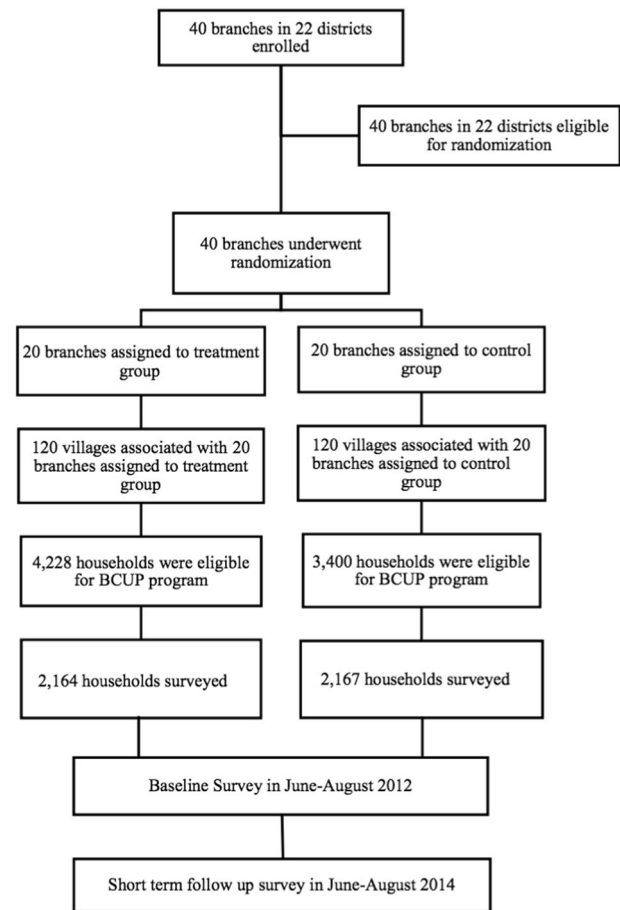 40 branches in 22 districts
enrolled
40 branches in 22 districts eligible
for randomization
40 branches underwent
randomization
20 branches assigned to treatment
group
20 branches assigned to control
group
120 villages associated with 20
branches assigned to treatment
group
120 villages associated with 20
branches assigned to control
group
4,228 households were eligible
for BCUP program
3,400 households were eligible
for BCUP program
2,164 households surveyed
2,167 households surveyed
Baseline Survey in June-August 2012
Short term follow up survey in June-August 2014